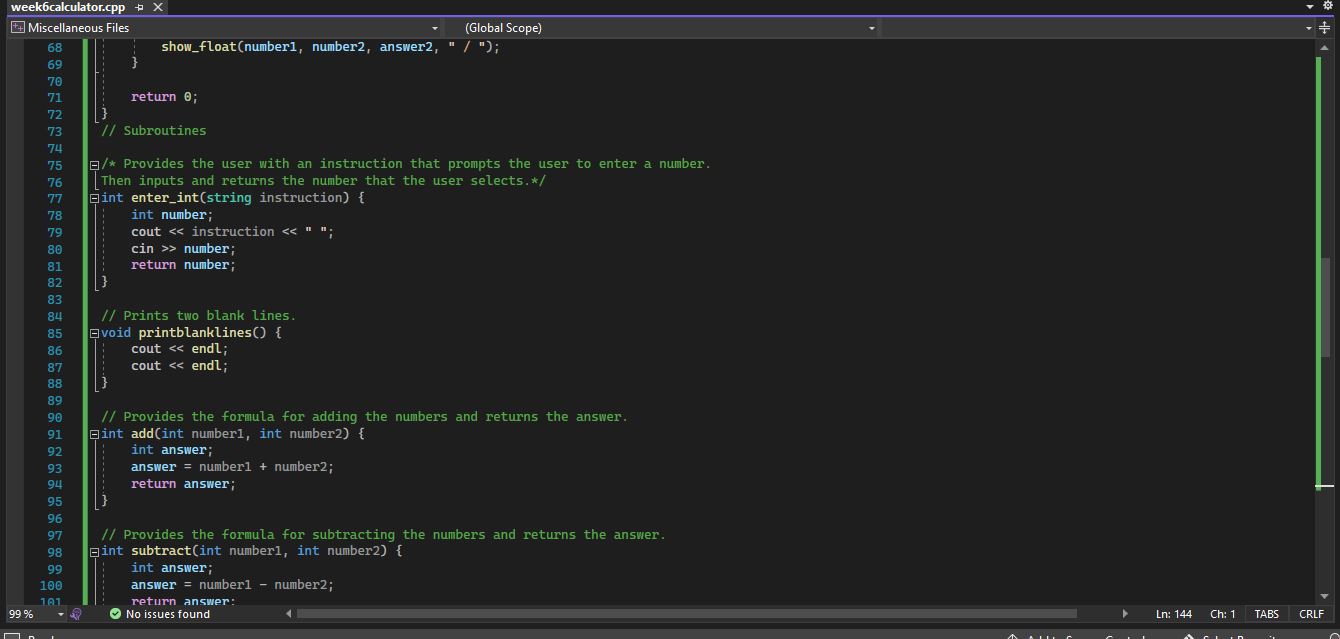 week6calculator.cpp
Miscellaneous Files (Global Scope)
68 show_float(number1, number2, answer2, " / ");
69 }
70
71 return 0;
72 }
73 // Subroutines
74
75 /* Provides the user with an instruction that prompts the user to enter a number.
76 Then inputs and returns the number that the user selects.*/
77 int enter_int(string instruction) {
78 int number;
79 cout << instruction << " ";
80 cin >> number;
81 return number;
82 }
83
84 // Prints two blank lines.
85 void printblanklines() {
86 cout << endl;
87 cout << endl;
88 }
89
90 // Provides the formula for adding the numbers and returns the answer.
91 int add(int number1, int number2) {
92 int answer;
93 answer = number1 + number2;
94 return answer;
95 }
96
97 // Provides the formula for subtracting the numbers and returns the answer.
98 int subtract(int number1, int number2) {
99 int answer;
100 answer = number1 - number2;
101 return answer;
99 % No issues found Ln: 144 Ch: 1 TABS CRLF